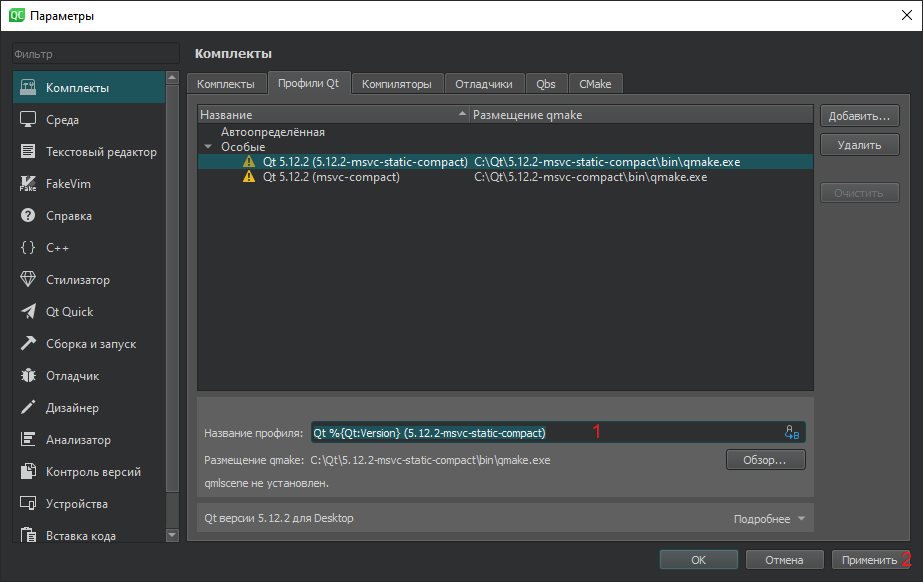 QC Параметры
Фильтр
Комплекты
Среда
Текстовый редактор
Fake FakeVim
Справка
{} C++
Стилизатор
Qt Quick
Сборка и запуск
Отладчик
Дизайнер
Анализатор
Контроль версий
Устройства
Вставка кода
Комплекты
Комплекты Профили Qt Компиляторы Отладчики Qbs CMake
Название Размещение qmake
Автоопределённая
Особые
Qt 5.12.2 (5.12.2-msvc-static-compact) C:\Qt\5.12.2-msvc-static-compact\bin\qmake.exe
Qt 5.12.2 (msvc-compact) C:\Qt\5.12.2-msvc-compact\bin\qmake.exe
Добавить...
Удалить
Очистить
Название профиля: Qt %{Qt:Version} (5.12.2-msvc-static-compact) 1
Размещение qmake: C:\Qt\5.12.2-msvc-static-compact\bin\qmake.exe Обзор...
qmlscene не установлен.
Qt версии 5.12.2 для Desktop Подробнее
OK Отмена Применить 2